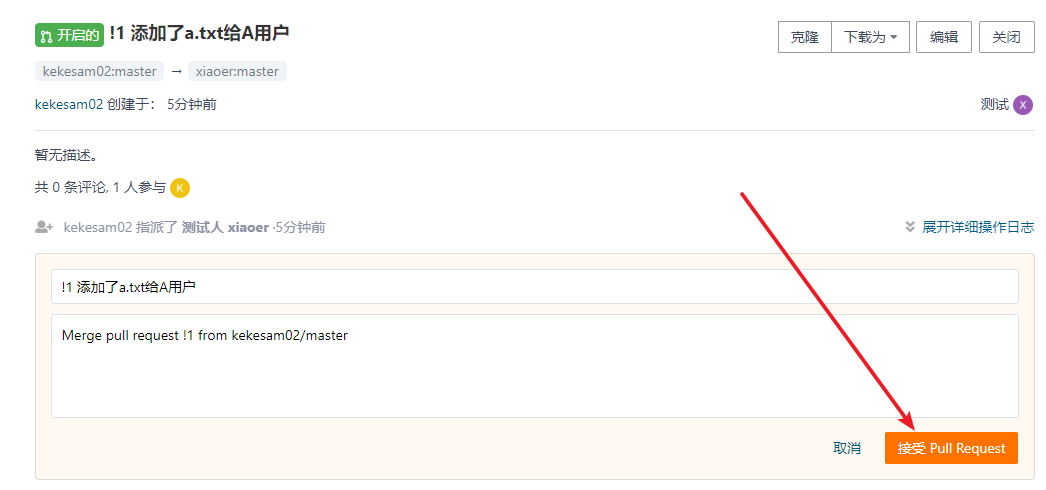 开启的 !1 添加了a.txt给A用户 克隆 下载为 编辑 关闭
kekesam02:master → xiaoer:master
kekesam02 创建于： 5分钟前 测试 X
暂无描述。
共 0 条评论, 1 人参与 K
kekesam02 指派了 测试人 xiaoer ·5分钟前 展开详细操作日志
!1 添加了a.txt给A用户
Merge pull request !1 from kekesam02/master
取消 接受 Pull Request